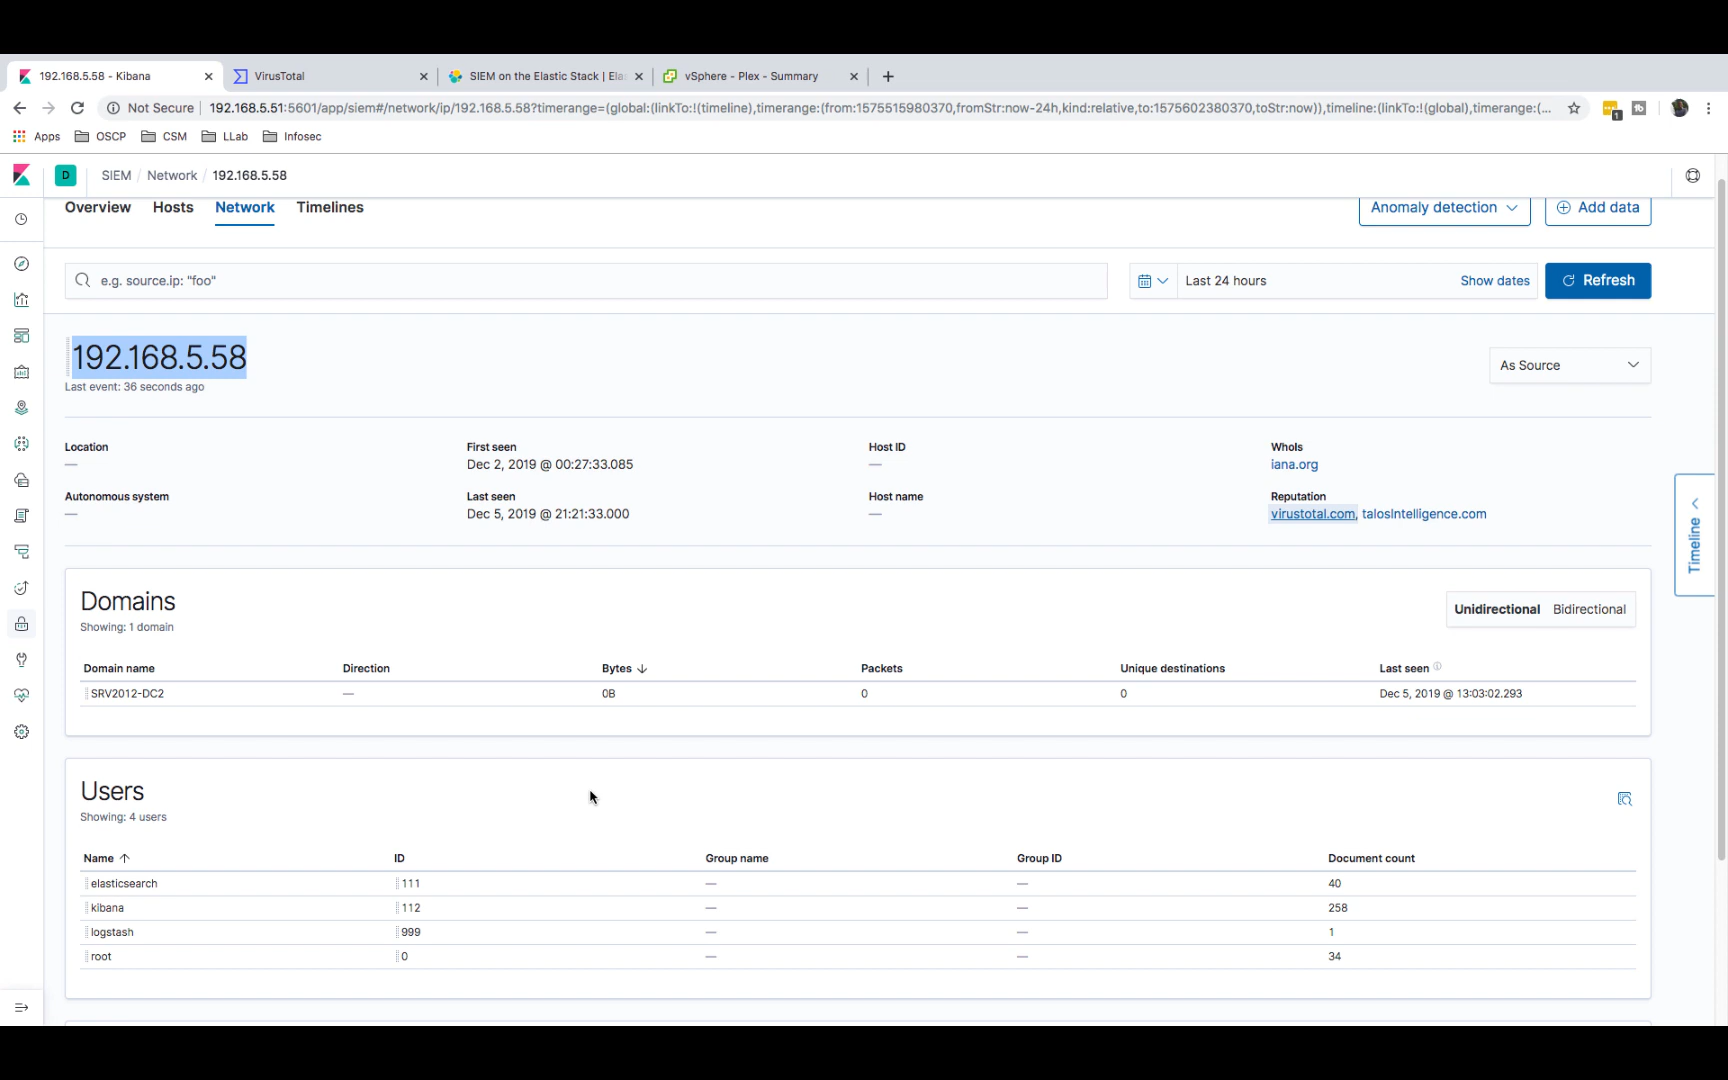 192.168.5.58 - Kibana
VirusTotal
SIEM on the Elastic Stack | Ela
vSphere - Plex - Summary
Not Secure
192.168.5.51:5601/app/siem#/network/ip/192.168.5.58?timerange=(global:(linkTo:!(timeline),timerange:(from:1575515980370,fromStr:now-24h,kind:relative,to:1575602380370,toStr:now)),timeline:(linkTo:!(global),timerange:(...
1
Apps
OSCP
CSM
LLab
Infosec
D
SIEM / Network / 192.168.5.58
Overview
Hosts
Network
Timelines
Anomaly detection
Add data
e.g. source.ip: "foo"
Last 24 hours
Show dates
Refresh
192.168.5.58
Last event: 36 seconds ago
As Source
Location
—
First seen
Dec 2, 2019 @ 00:27:33.085
Host ID
—
WhoIs
iana.org
Autonomous system
—
Last seen
Dec 5, 2019 @ 21:21:33.000
Host name
—
Reputation
virustotal.com, talosIntelligence.com
Timeline
Domains
Showing: 1 domain
Unidirectional Bidirectional
Domain name Direction Bytes Packets Unique destinations Last seen
SRV2012-DC2 — 0B 0 0 Dec 5, 2019 @ 13:03:02.293
Users
Showing: 4 users
Name ID Group name Group ID Document count
elasticsearch 111 — — 40
kibana 112 — — 258
logstash 999 — — 1
root 0 — — 34